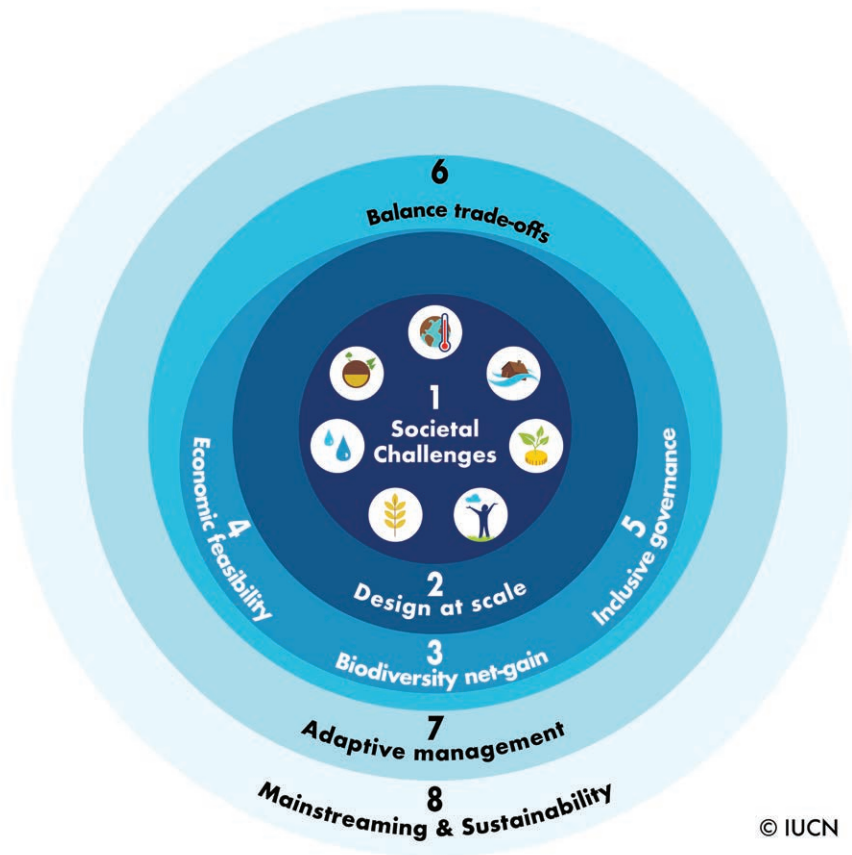 6
Balance trade-offs
1
Societal
Challenges
4
Economic feasibility
5
Inclusive governance
2
Design at scale
3
Biodiversity net-gain
7
Adaptive management
8
Mainstreaming & Sustainability
© IUCN